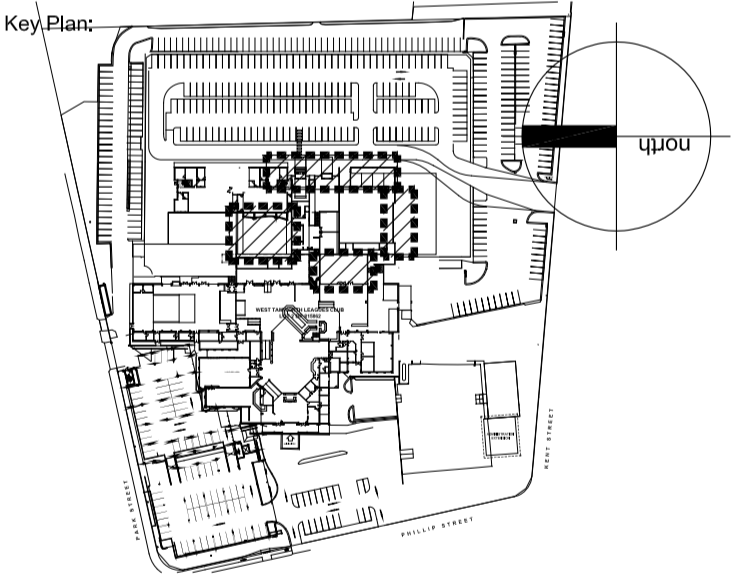 Key Plan:
north
WEST TAMWORTH LEAGUES CLUB
KENT STREET
PARK STREET
PHILLIP STREET